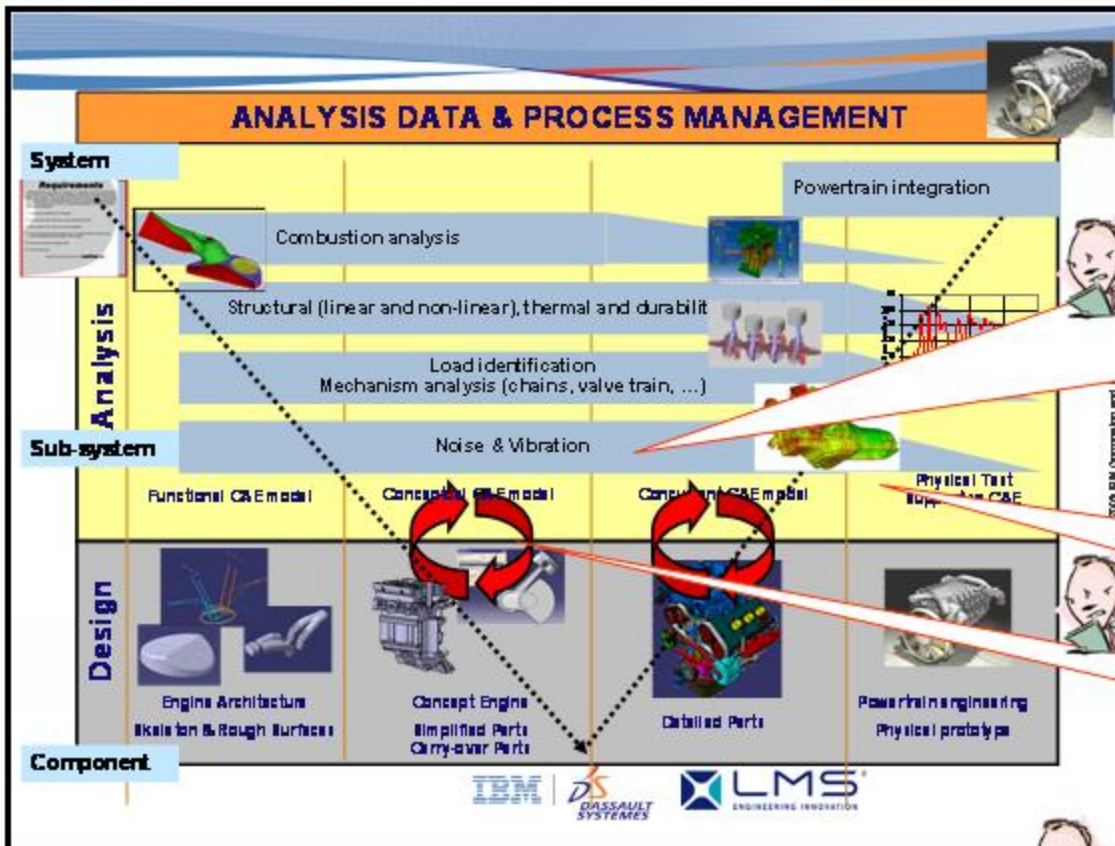 ANALYSIS DATA & PROCESS MANAGEMENT
System
Requirements
Powertrain integration
Combustion analysis
Structural (linear and non-linear), thermal and durabilit
Load identification
Mechanism analysis (chains, valve train, ...)
Analysis
Sub-system
Noise & Vibration
Functional CAE model
Conceptual CAE model
Concurrent CAE model
Physical Test
CAE
Design
Engine Architecture
Skeleton & Rough Surfaces
Concept Engine
Simplified Parts
Carry-over Parts
Detailed Parts
Powertrain engineering
Physical prototype
Component
IBM
DS
DASSAULT
SYSTEMES
LMS
ENGINEERING INNOVATION